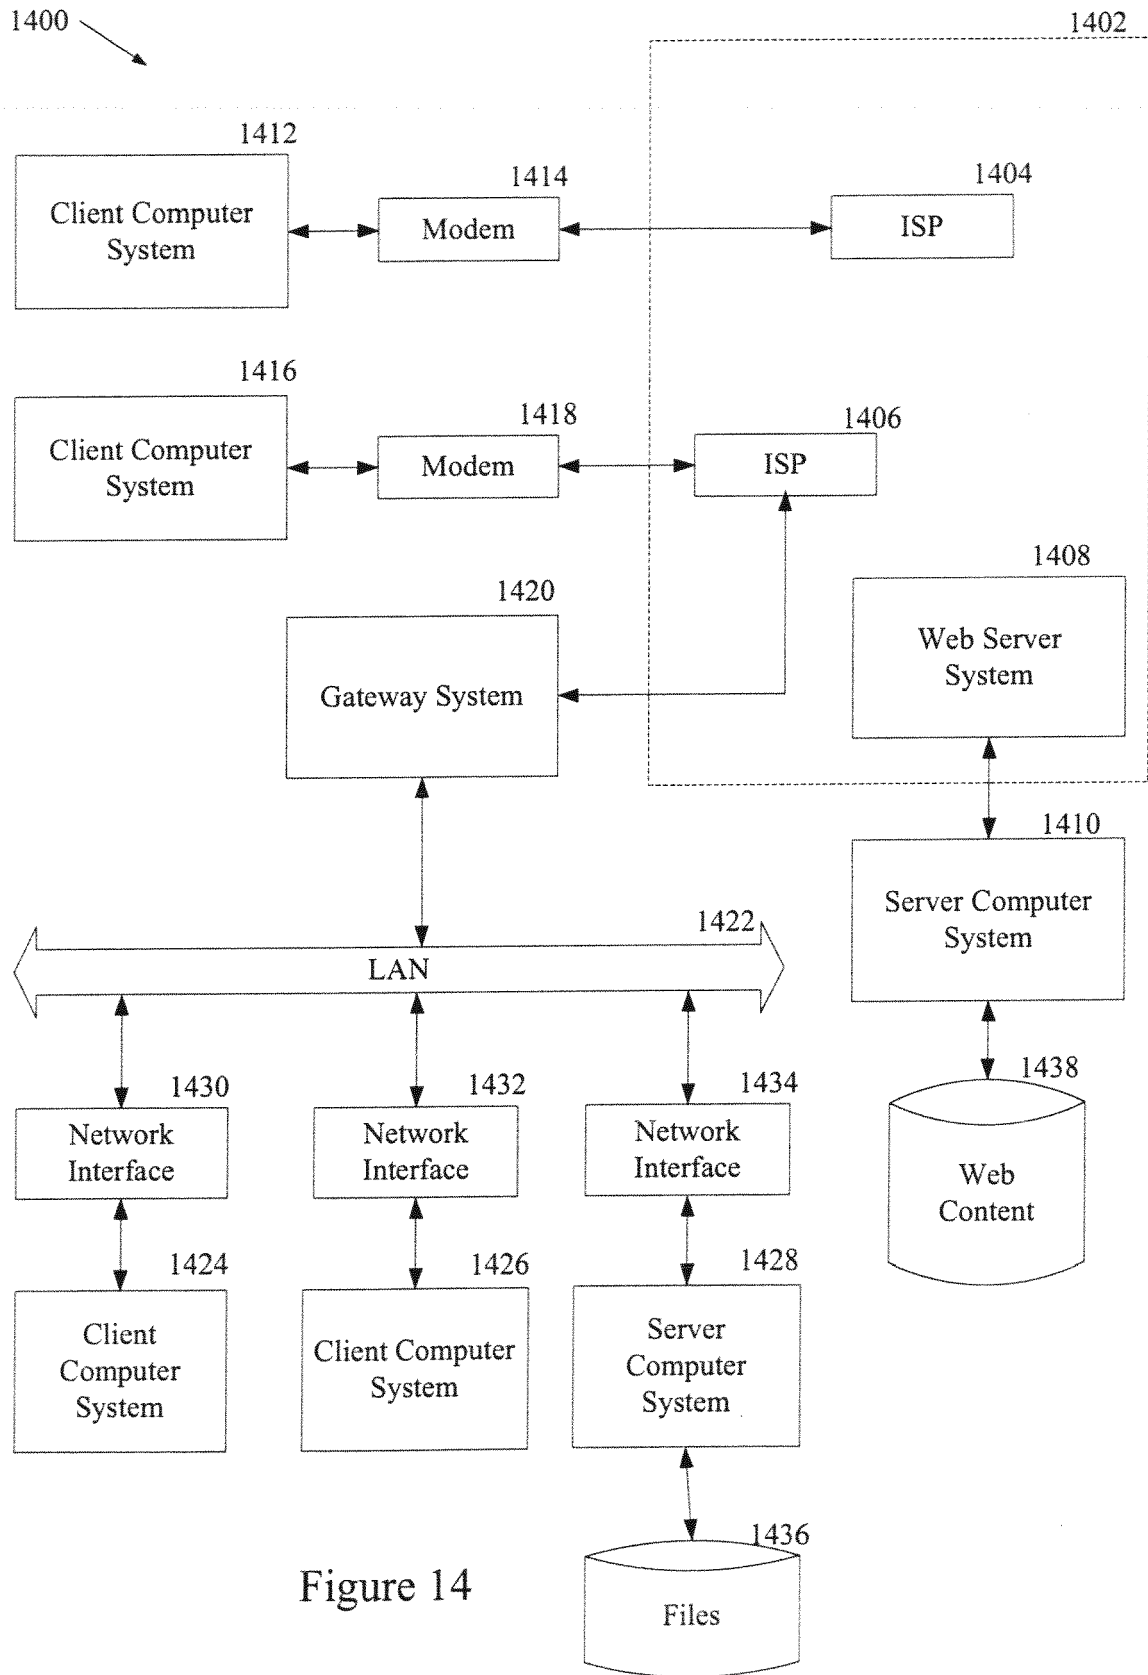 1400
1402
1412
Client Computer
System
1414
Modem
1404
ISP
1416
Client Computer
System
1418
Modem
1406
ISP
1420
Gateway System
1408
Web Server
System
1410
Server Computer
System
1422
LAN
1430
Network
Interface
1432
Network
Interface
1434
Network
Interface
1438
Web
Content
1424
Client
Computer
System
1426
Client Computer
System
1428
Server
Computer
System
1436
Files
Figure 14